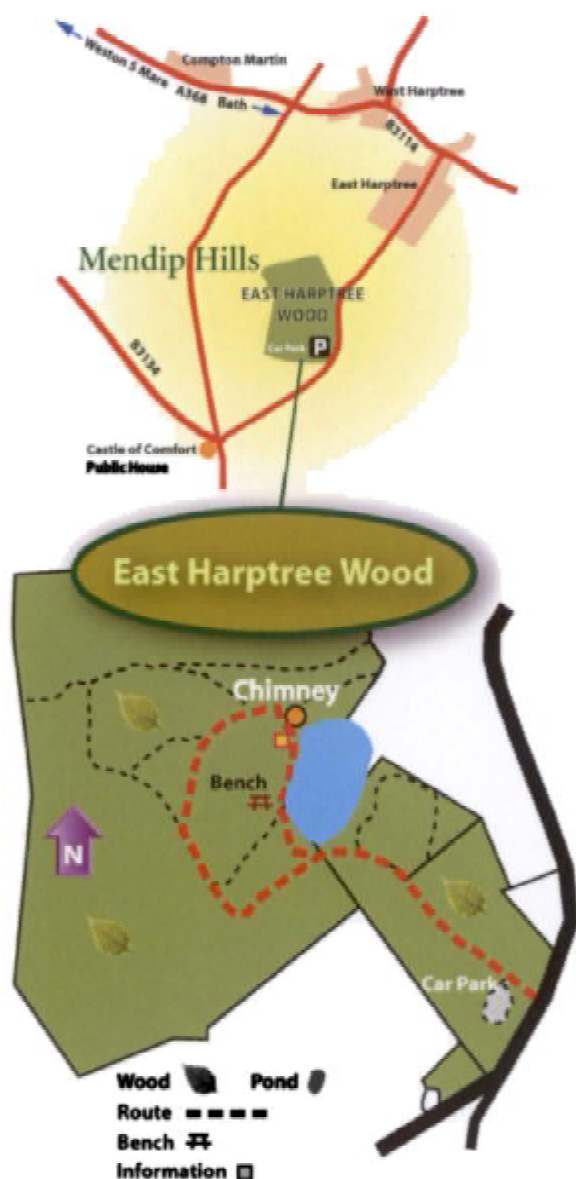 Weston S Mare A368 Bath
Compton Martin
West Harptree
B3114
East Harptree
Mendip Hills
EAST HARPTREE
WOOD
Car Park P
B3134
Castle of Comfort
Public House
East Harptree Wood
Chimney
Bench
N
Car Park
Wood Pond
Route
Bench
Information